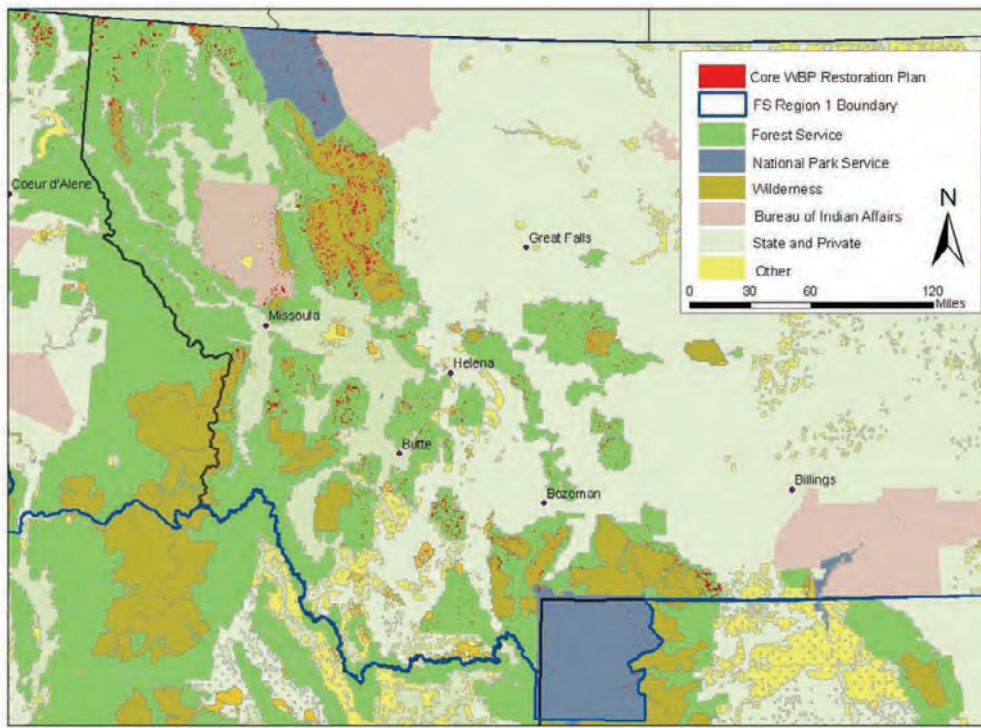 Core WBP Restoration Plan
FS Region 1 Boundary
Forest Service
National Park Service
Wilderness
Bureau of Indian Affairs
State and Private
Other
N
0 30 60 120
Miles
Coeur d'Alene
Great Falls
Missoula
Helena
Butte
Billings
Bozeman